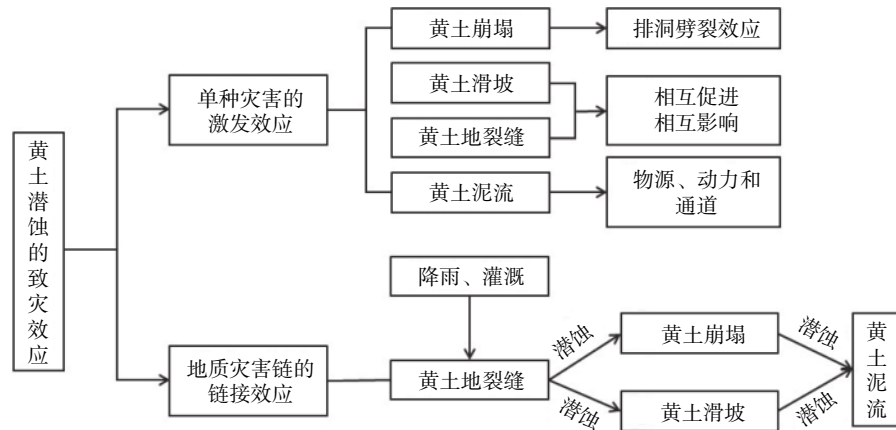 黄土潜蚀的致灾效应
单种灾害的
激发效应
黄土崩塌
排洞劈裂效应
黄土滑坡
黄土地裂缝
相互促进
相互影响
黄土泥流
物源、动力和
通道
地质灾害链的
链接效应
降雨、灌溉
黄土地裂缝
潜蚀
潜蚀
黄土崩塌
黄土滑坡
潜蚀
潜蚀
黄土泥流